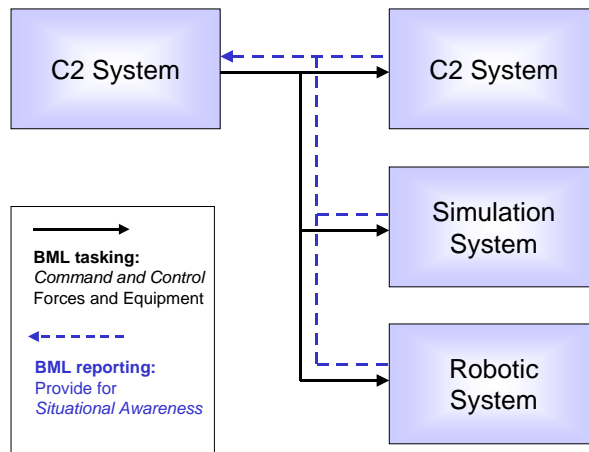 C2 System
C2 System
Simulation
System
Robotic
System
BML tasking:
Command and Control
Forces and Equipment
BML reporting:
Provide for
Situational Awareness